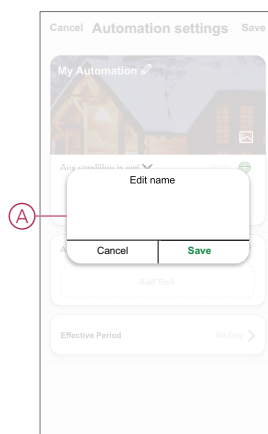 Cancel Automation settings Save
My Automation
Any condition is met
Edit name
A
Cancel Save
A
Add Task
Effective Period All-Day